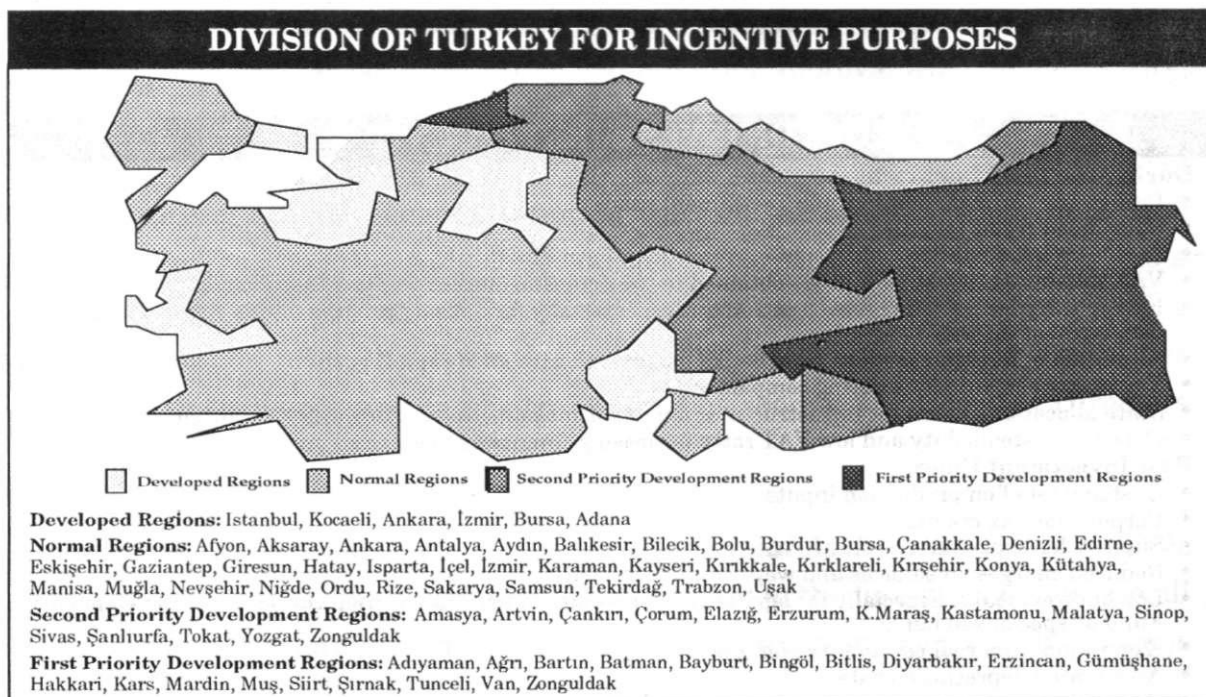 DIVISION OF TURKEY FOR INCENTIVE PURPOSES
Developed Regions Normal Regions Second Priority Development Regions First Priority Development Regions
Developed Regions: Istanbul, Kocaeli, Ankara, İzmir, Bursa, Adana
Normal Regions: Afyon, Aksaray, Ankara, Antalya, Aydın, Balıkesir, Bilecik, Bolu, Burdur, Bursa, Çanakkale, Denizli, Edirne,
Eskişehir, Gaziantep, Giresun, Hatay, Isparta, İçel, İzmir, Karaman, Kayseri, Kırıkkale, Kırklareli, Kırşehir, Konya, Kütahya,
Manisa, Muğla, Nevşehir, Niğde, Ordu, Rize, Sakarya, Samsun, Tekirdağ, Trabzon, Uşak
Second Priority Development Regions: Amasya, Artvin, Çankırı, Çorum, Elazığ, Erzurum, K.Maraş, Kastamonu, Malatya, Sinop,
Sivas, Şanlıurfa, Tokat, Yozgat, Zonguldak
First Priority Development Regions: Adıyaman, Ağrı, Bartın, Batman, Bayburt, Bingöl, Bitlis, Diyarbakır, Erzincan, Gümüşhane,
Hakkari, Kars, Mardin, Muş, Siirt, Şırnak, Tunceli, Van, Zonguldak